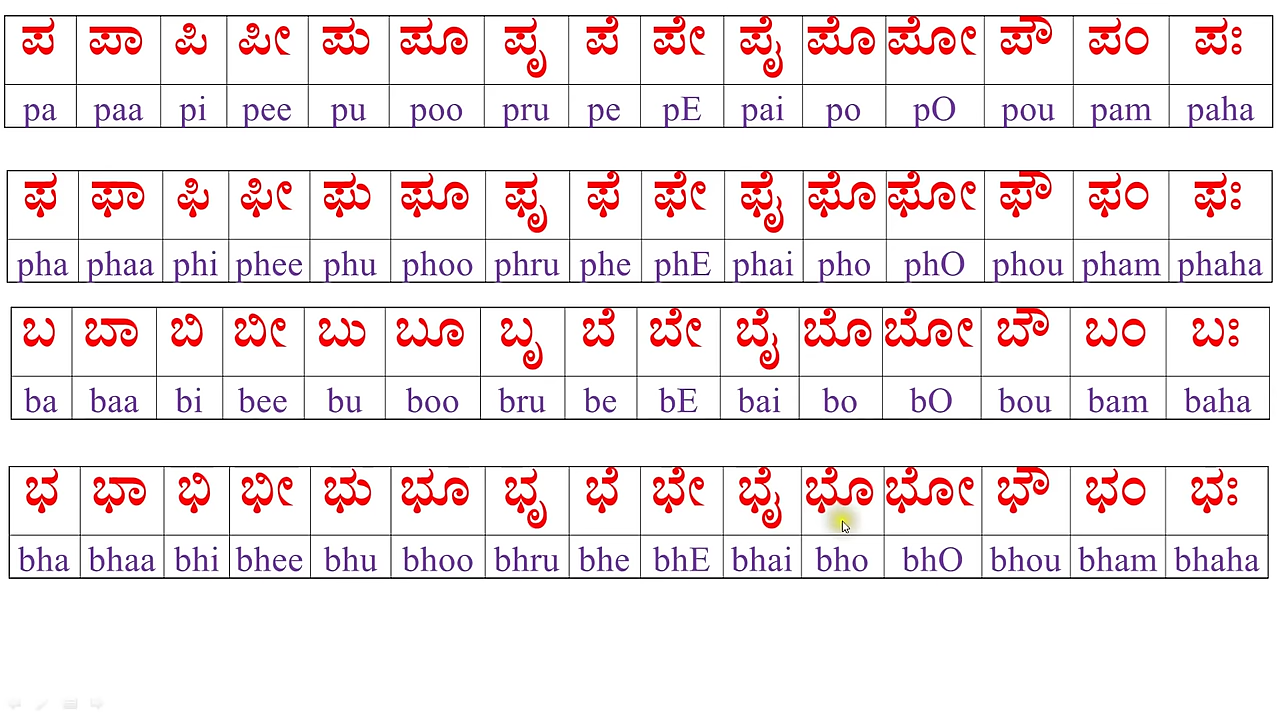 ಪ ಪಾ ಪಿ ಪೀ ಪು ಪೂ ಪೃ ಪೆ ಪೇ ಪೈ ಪೊ ಪೋ ಪೌ ಪಂ ಪಃ
pa paa pi pee pu poo pru pe pE pai po pO pou pam paha
ಫ ಫಾ ಫಿ ಫೀ ಫು ಫೂ ಫೃ ಫೆ ಫೇ ಫೈ ಫೊ ಫೋ ಫೌ ಫಂ ಫಃ
pha phaa phi phee phu phoo phru phe phE phai pho phO phou pham phaha
ಬ ಬಾ ಬಿ ಬೀ ಬು ಬೂ ಬೃ ಬೆ ಬೇ ಬೈ ಬೊ ಬೋ ಬೌ ಬಂ ಬಃ
ba baa bi bee bu boo bru be bE bai bo bO bou bam baha
ಭ ಭಾ ಭಿ ಭೀ ಭು ಭೂ ಭೃ ಭೆ ಭೇ ಭೈ ಭೊ ಭೋ ಭೌ ಭಂ ಭಃ
bha bhaa bhi bhee bhu bhoo bhru bhe bhE bhai bho bhO bhou bham bhaha